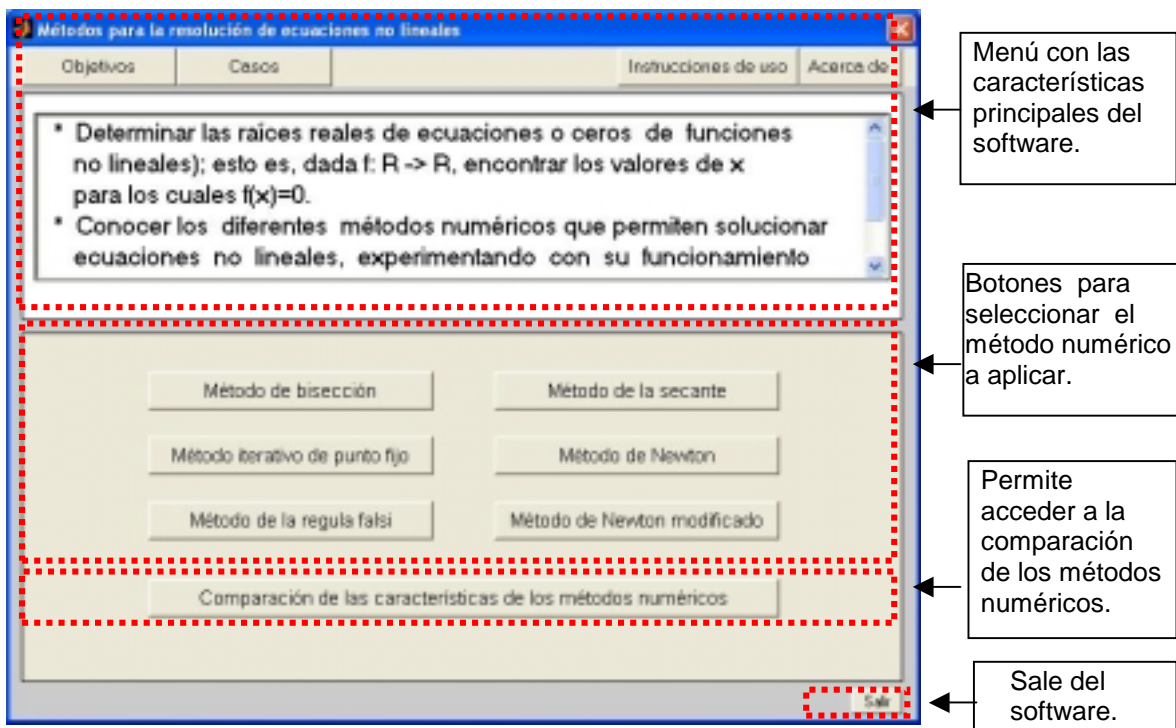 Métodos para la resolución de ecuaciones no lineales
Objetivos Casos Instrucciones de uso Acerca de
* Determinar las raices reales de ecuaciones o ceros de funciones
no lineales); esto es, dada f: R -> R, encontrar los valores de x
para los cuales f(x)=0.
* Conocer los diferentes métodos numéricos que permiten solucionar
ecuaciones no lineales, experimentando con su funcionamiento
Método de bisección Método de la secante
Método iterativo de punto fijo Método de Newton
Método de la regula falsi Método de Newton modificado
Comparación de las características de los métodos numéricos
Salir
Menú con las
características
principales del
software.
Botones para
seleccionar el
método numérico
a aplicar.
Permite
acceder a la
comparación
de los métodos
numéricos.
Sale del
software.